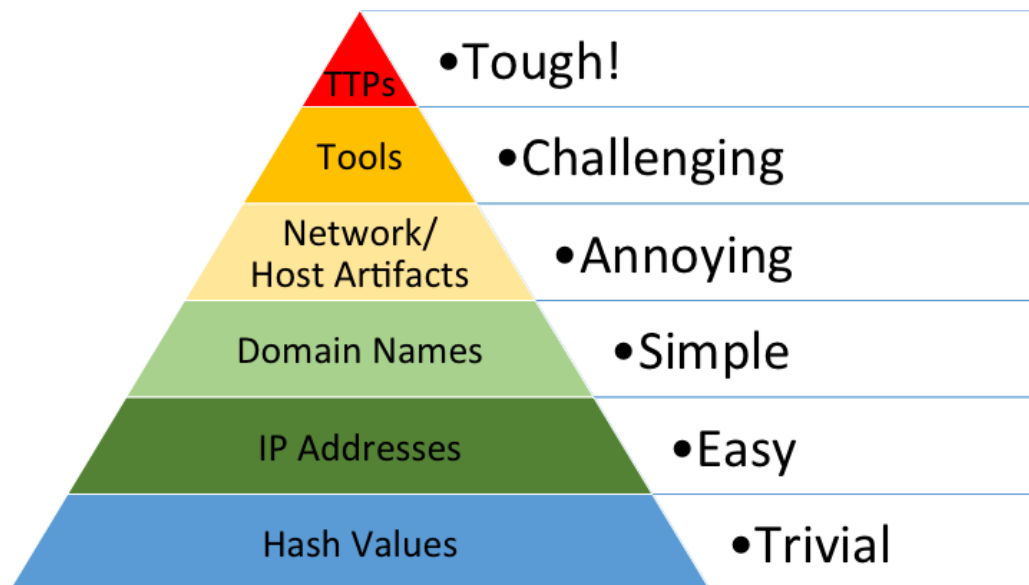 TTPs
•Tough!
Tools
•Challenging
Network/
Host Artifacts
•Annoying
Domain Names
•Simple
IP Addresses
•Easy
Hash Values
•Trivial